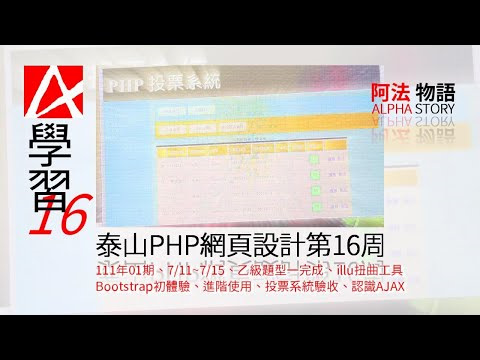 PHP 投票系統
阿法 物語
ALPHA STORY
學習
16
泰山PHP網頁設計第16周
111年01期、7/11~7/15、乙級題型一完成、illu扭曲工具
Bootstrap初體驗、進階使用、投票系統驗收、認識AJAX